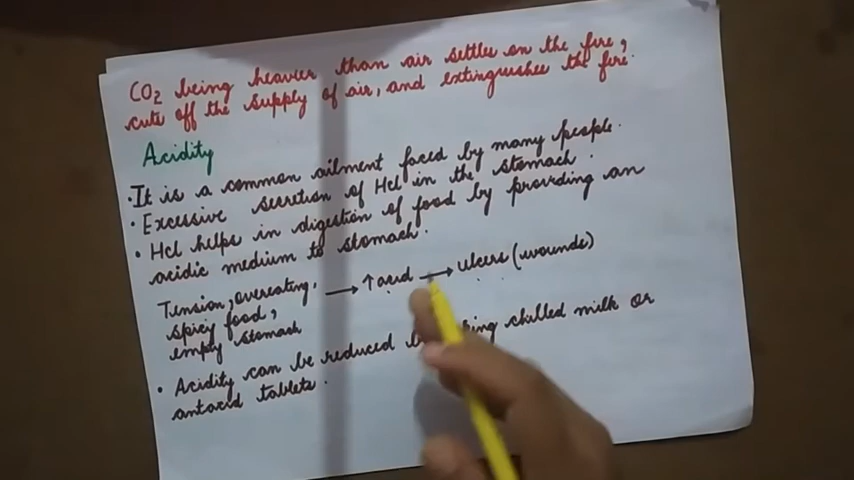 CO2 being heavier than air settles on the fire,
cuts off the supply of air, and extinguishes the fire.
Acidity
• It is a common ailment faced by many people.
• Excessive secretion of Hcl in the stomach.
• Hcl helps in digestion of food by providing an
acidic medium to stomach.
Tension, overeating, → ↑ acid → ulcers (wounds)
spicy food,
empty stomach
• Acidity can be reduced chilled milk or
antacid tablets.